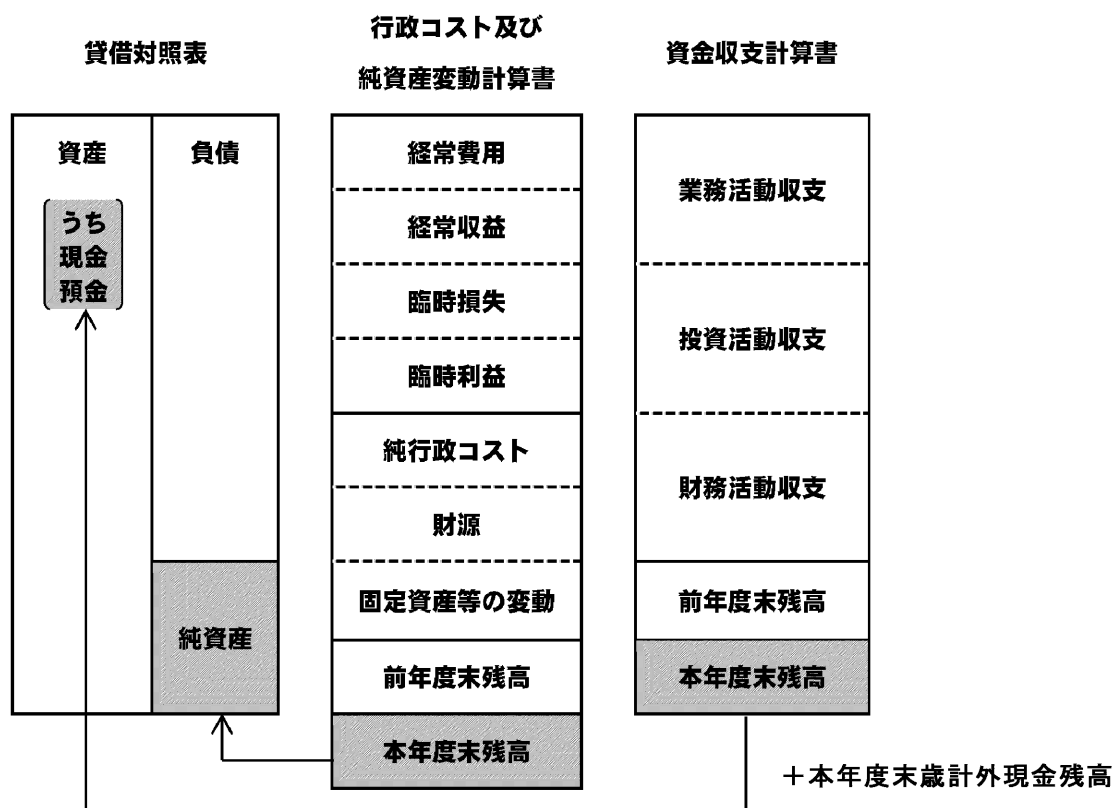 貸借対照表
資産
負債
うち
現金
預金
純資産
行政コスト及び
純資産変動計算書
経常費用
経常収益
臨時損失
臨時利益
純行政コスト
財源
固定資産等の変動
前年度末残高
本年度末残高
資金収支計算書
業務活動収支
投資活動収支
財務活動収支
前年度末残高
本年度末残高
＋本年度末歳計外現金残高